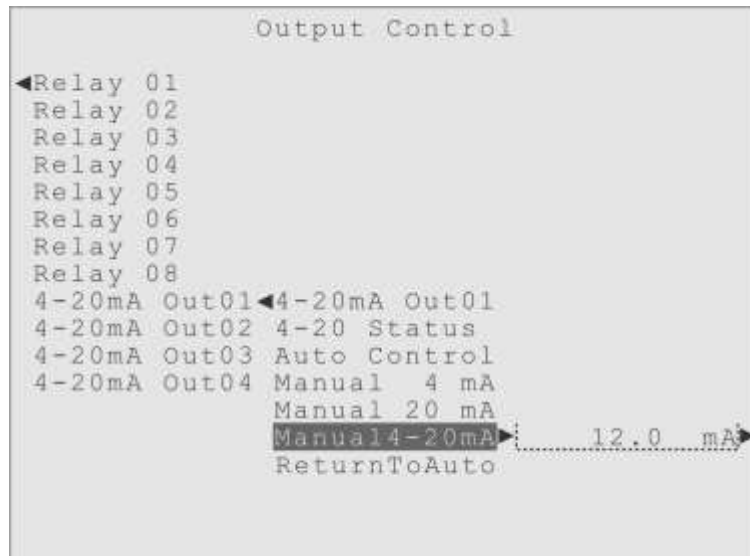 Output Control
◄Relay 01
Relay 02
Relay 03
Relay 04
Relay 05
Relay 06
Relay 07
Relay 08
4-20mA Out01◄4-20mA Out01
4-20mA Out02 4-20 Status
4-20mA Out03 Auto Control
4-20mA Out04 Manual 4 mA
Manual 20 mA
Manual4-20mA► 12.0 mA►
ReturnToAuto